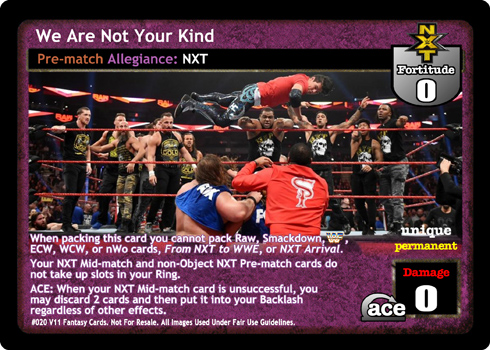 We Are Not Your Kind
NXT
Pre-match Allegiance: NXT
Fortitude
0
When packing this card you cannot pack Raw, Smackdown, ,
ECW, WCW, or nWo cards, From NXT to WWE, or NXT Arrival.
Your NXT Mid-match and non-Object NXT Pre-match cards do
not take up slots in your Ring.
ACE: When your NXT Mid-match card is unsuccessful, you
may discard 2 cards and then put it into your Backlash
regardless of other effects.
#020 V11 Fantasy Cards. Not For Resale. All Images Used Under Fair Use Guidelines.
unique
permanent
Damage
0
ace